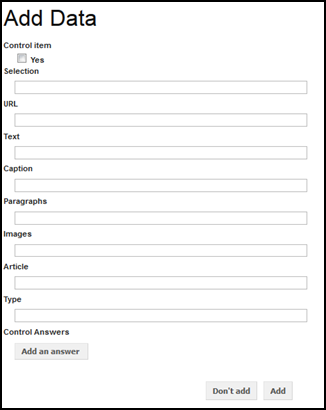 Add Data
Control item
Yes
Selection
URL
Text
Caption
Paragraphs
Images
Article
Type
Control Answers
Add an answer
Don't add Add